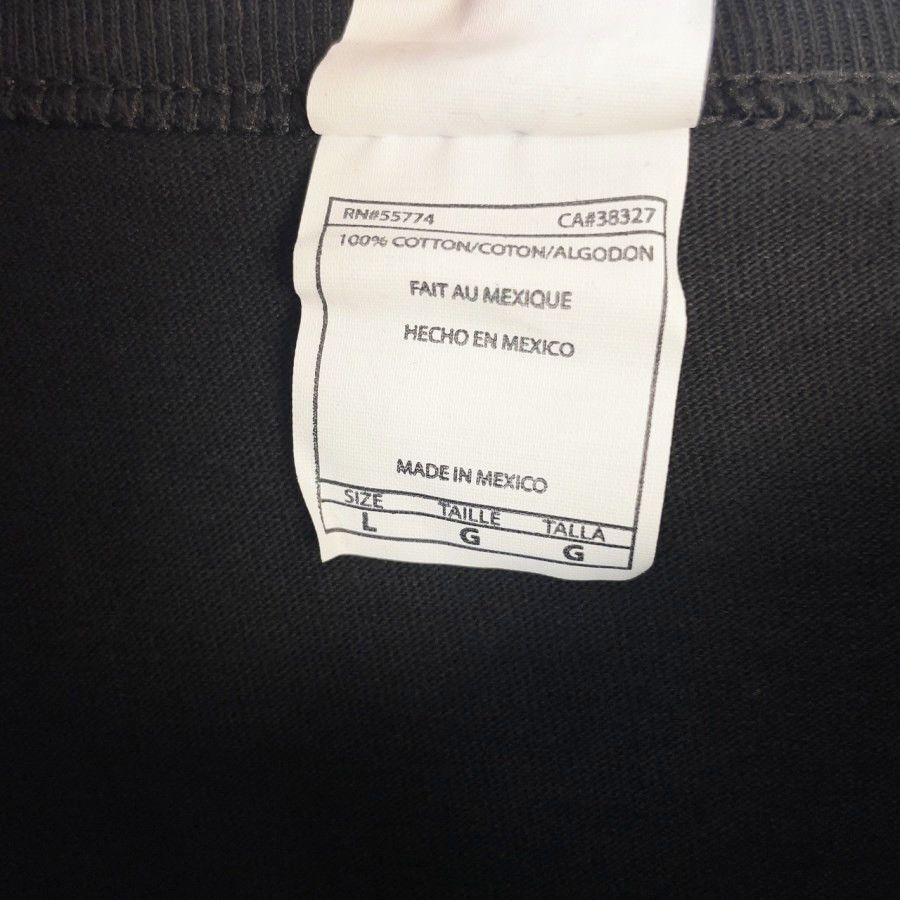 RN#55774 CA#38327
100% COTTON/COTON/ALGODON
FAIT AU MEXIQUE
HECHO EN MEXICO
MADE IN MEXICO
SIZE TAILLE TALLA
L G G